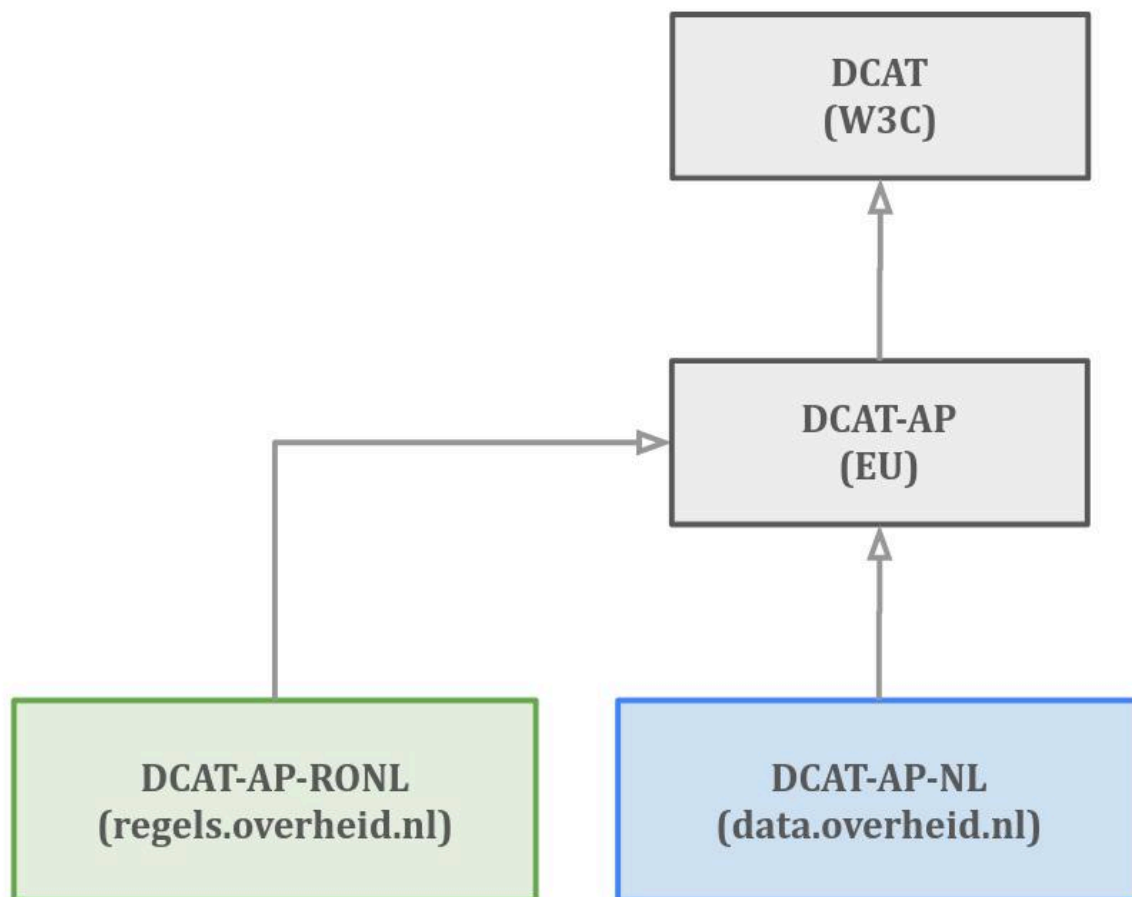 DCAT
(W3C)
DCAT-AP
(EU)
DCAT-AP-RONL
(regels.overheid.nl)
DCAT-AP-NL
(data.overheid.nl)